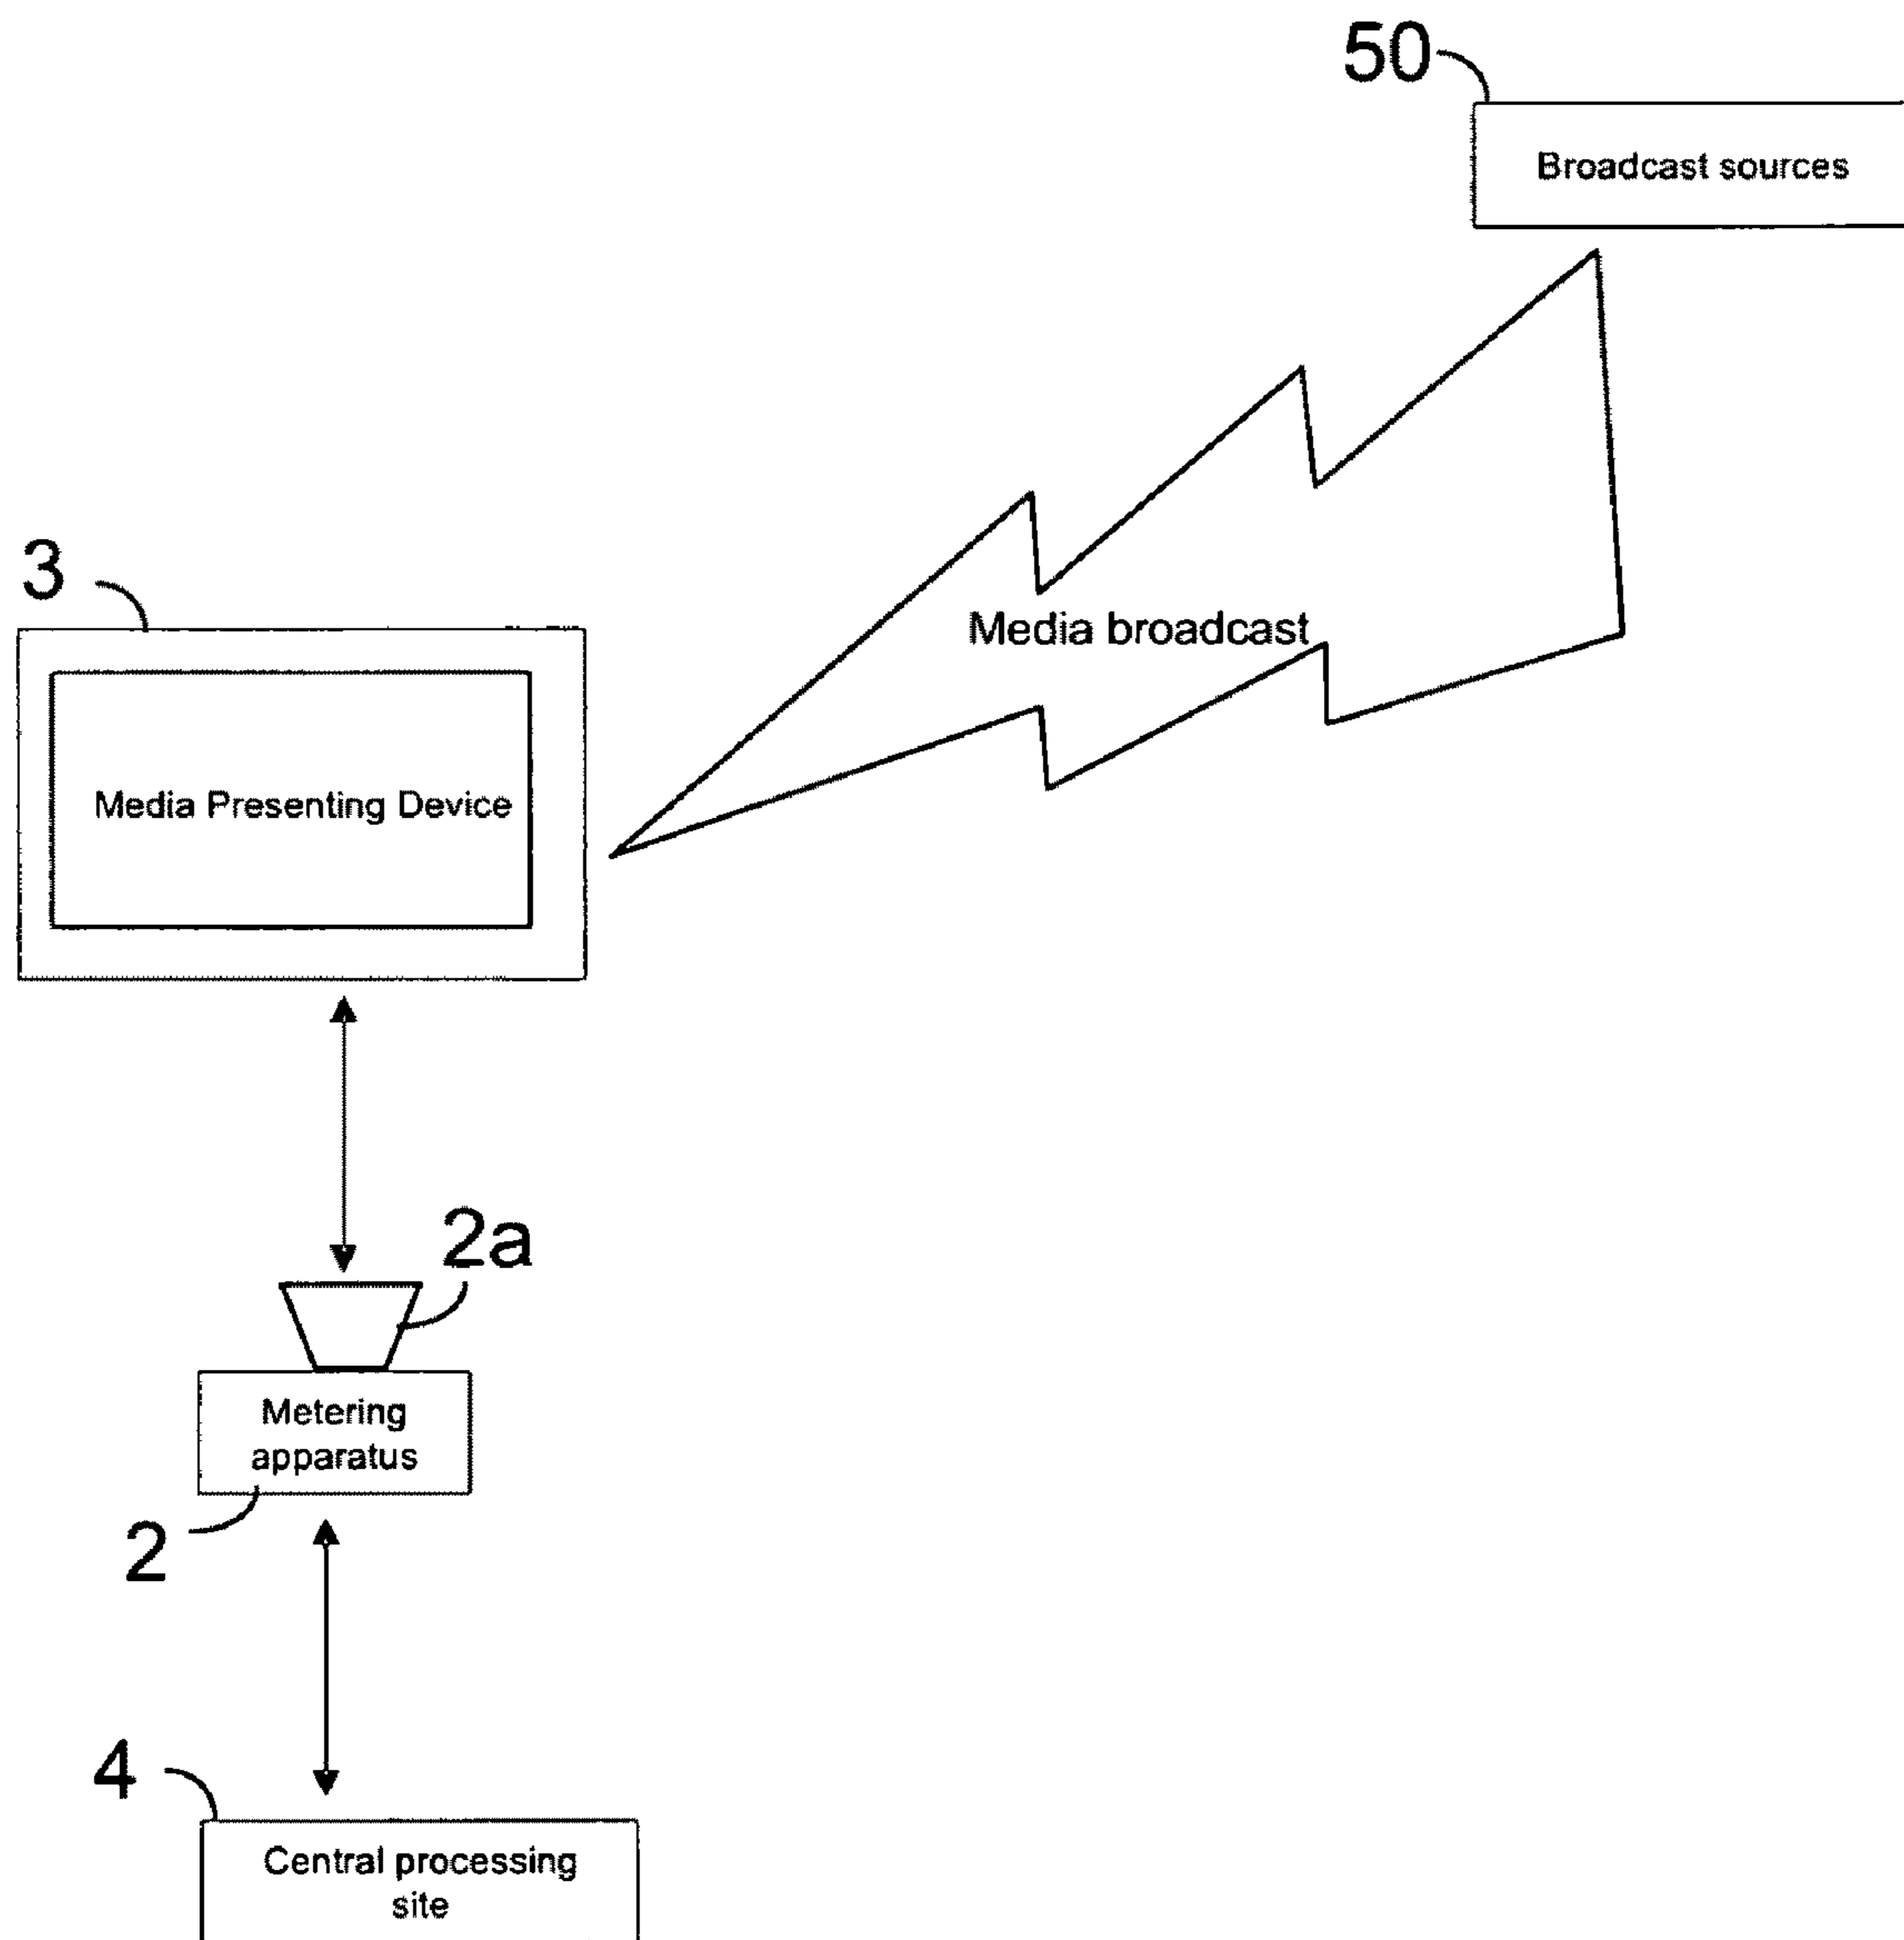 50
Broadcast sources
3
Media broadcast
Media Presenting Device
2a
Metering
apparatus
2
4
Central processing
site